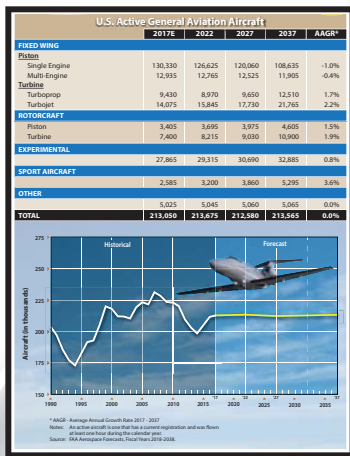 U.S. Active General Aviation Aircraft
2017E 2022 2027 2037 AAGR*
FIXED WING
Piston
Single Engine 130,330 126,625 120,060 108,635 -1.0%
Multi-Engine 12,935 12,765 12,525 11,905 -0.4%
Turbine
Turboprop 9,430 8,970 9,650 12,510 1.7%
Turbojet 14,075 15,845 17,730 21,765 2.2%
ROTORCRAFT
Piston 3,405 3,695 3,975 4,605 1.5%
Turbine 7,400 8,215 9,030 10,900 1.9%
EXPERIMENTAL
27,865 29,315 30,690 32,885 0.8%
SPORT AIRCRAFT
2,585 3,200 3,860 5,295 3.6%
OTHER
5,025 5,045 5,060 5,065 0.0%
TOTAL 213,050 213,675 212,580 213,565 0.0%
Historical Forecast
Aircraft (in thousands)
275
250
225
200
175
150
1990 1995 2000 2005 2010 2015 '17 2020 2025 2030 2035 '37
* AAGR - Average Annual Growth Rate 2017 - 2037
Notes: An active aircraft is one that has a current registration and was flown
at least one hour during the calendar year.
Source: FAA Aerospace Forecasts, Fiscal Years 2018-2038.